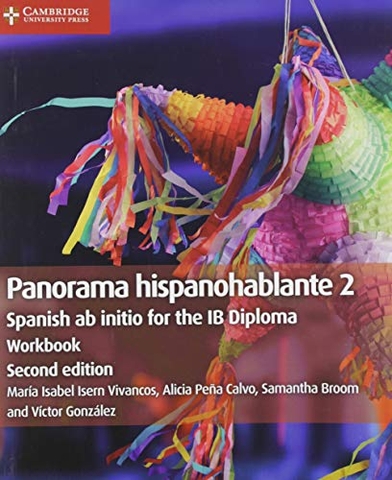 CAMBRIDGE
UNIVERSITY PRESS
Panorama hispanohablante 2
Spanish ab initio for the IB Diploma
Workbook
Second edition
María Isabel Isern Vivancos, Alicia Peña Calvo, Samantha Broom
and Víctor González